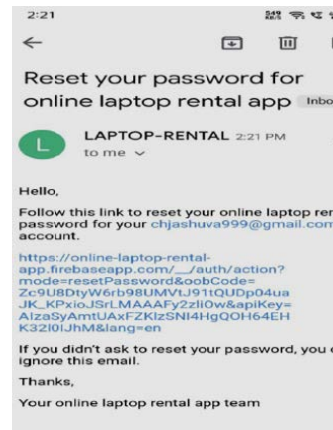 2:21
Reset your password for
online laptop rental app Inbo
L
LAPTOP-RENTAL 2:21 PM
to me
Hello,
Follow this link to reset your online laptop ren
password for your chjashuva999@gmail.com
account.
https://online-laptop-rental-
app.firebaseapp.com/__/auth/action?
mode=resetPassword&oobCode=
Zc9U8DtyW6rb98UMVtJ91tQUDp04ua
JK_KPxioJSrLMAAAFy2zli0w&apiKey=
AIzaSyAmtUAxFZKIzSNI4HgQOH64EH
K32I0IJhM&lang=en
If you didn't ask to reset your password, you c
ignore this email.
Thanks,
Your online laptop rental app team